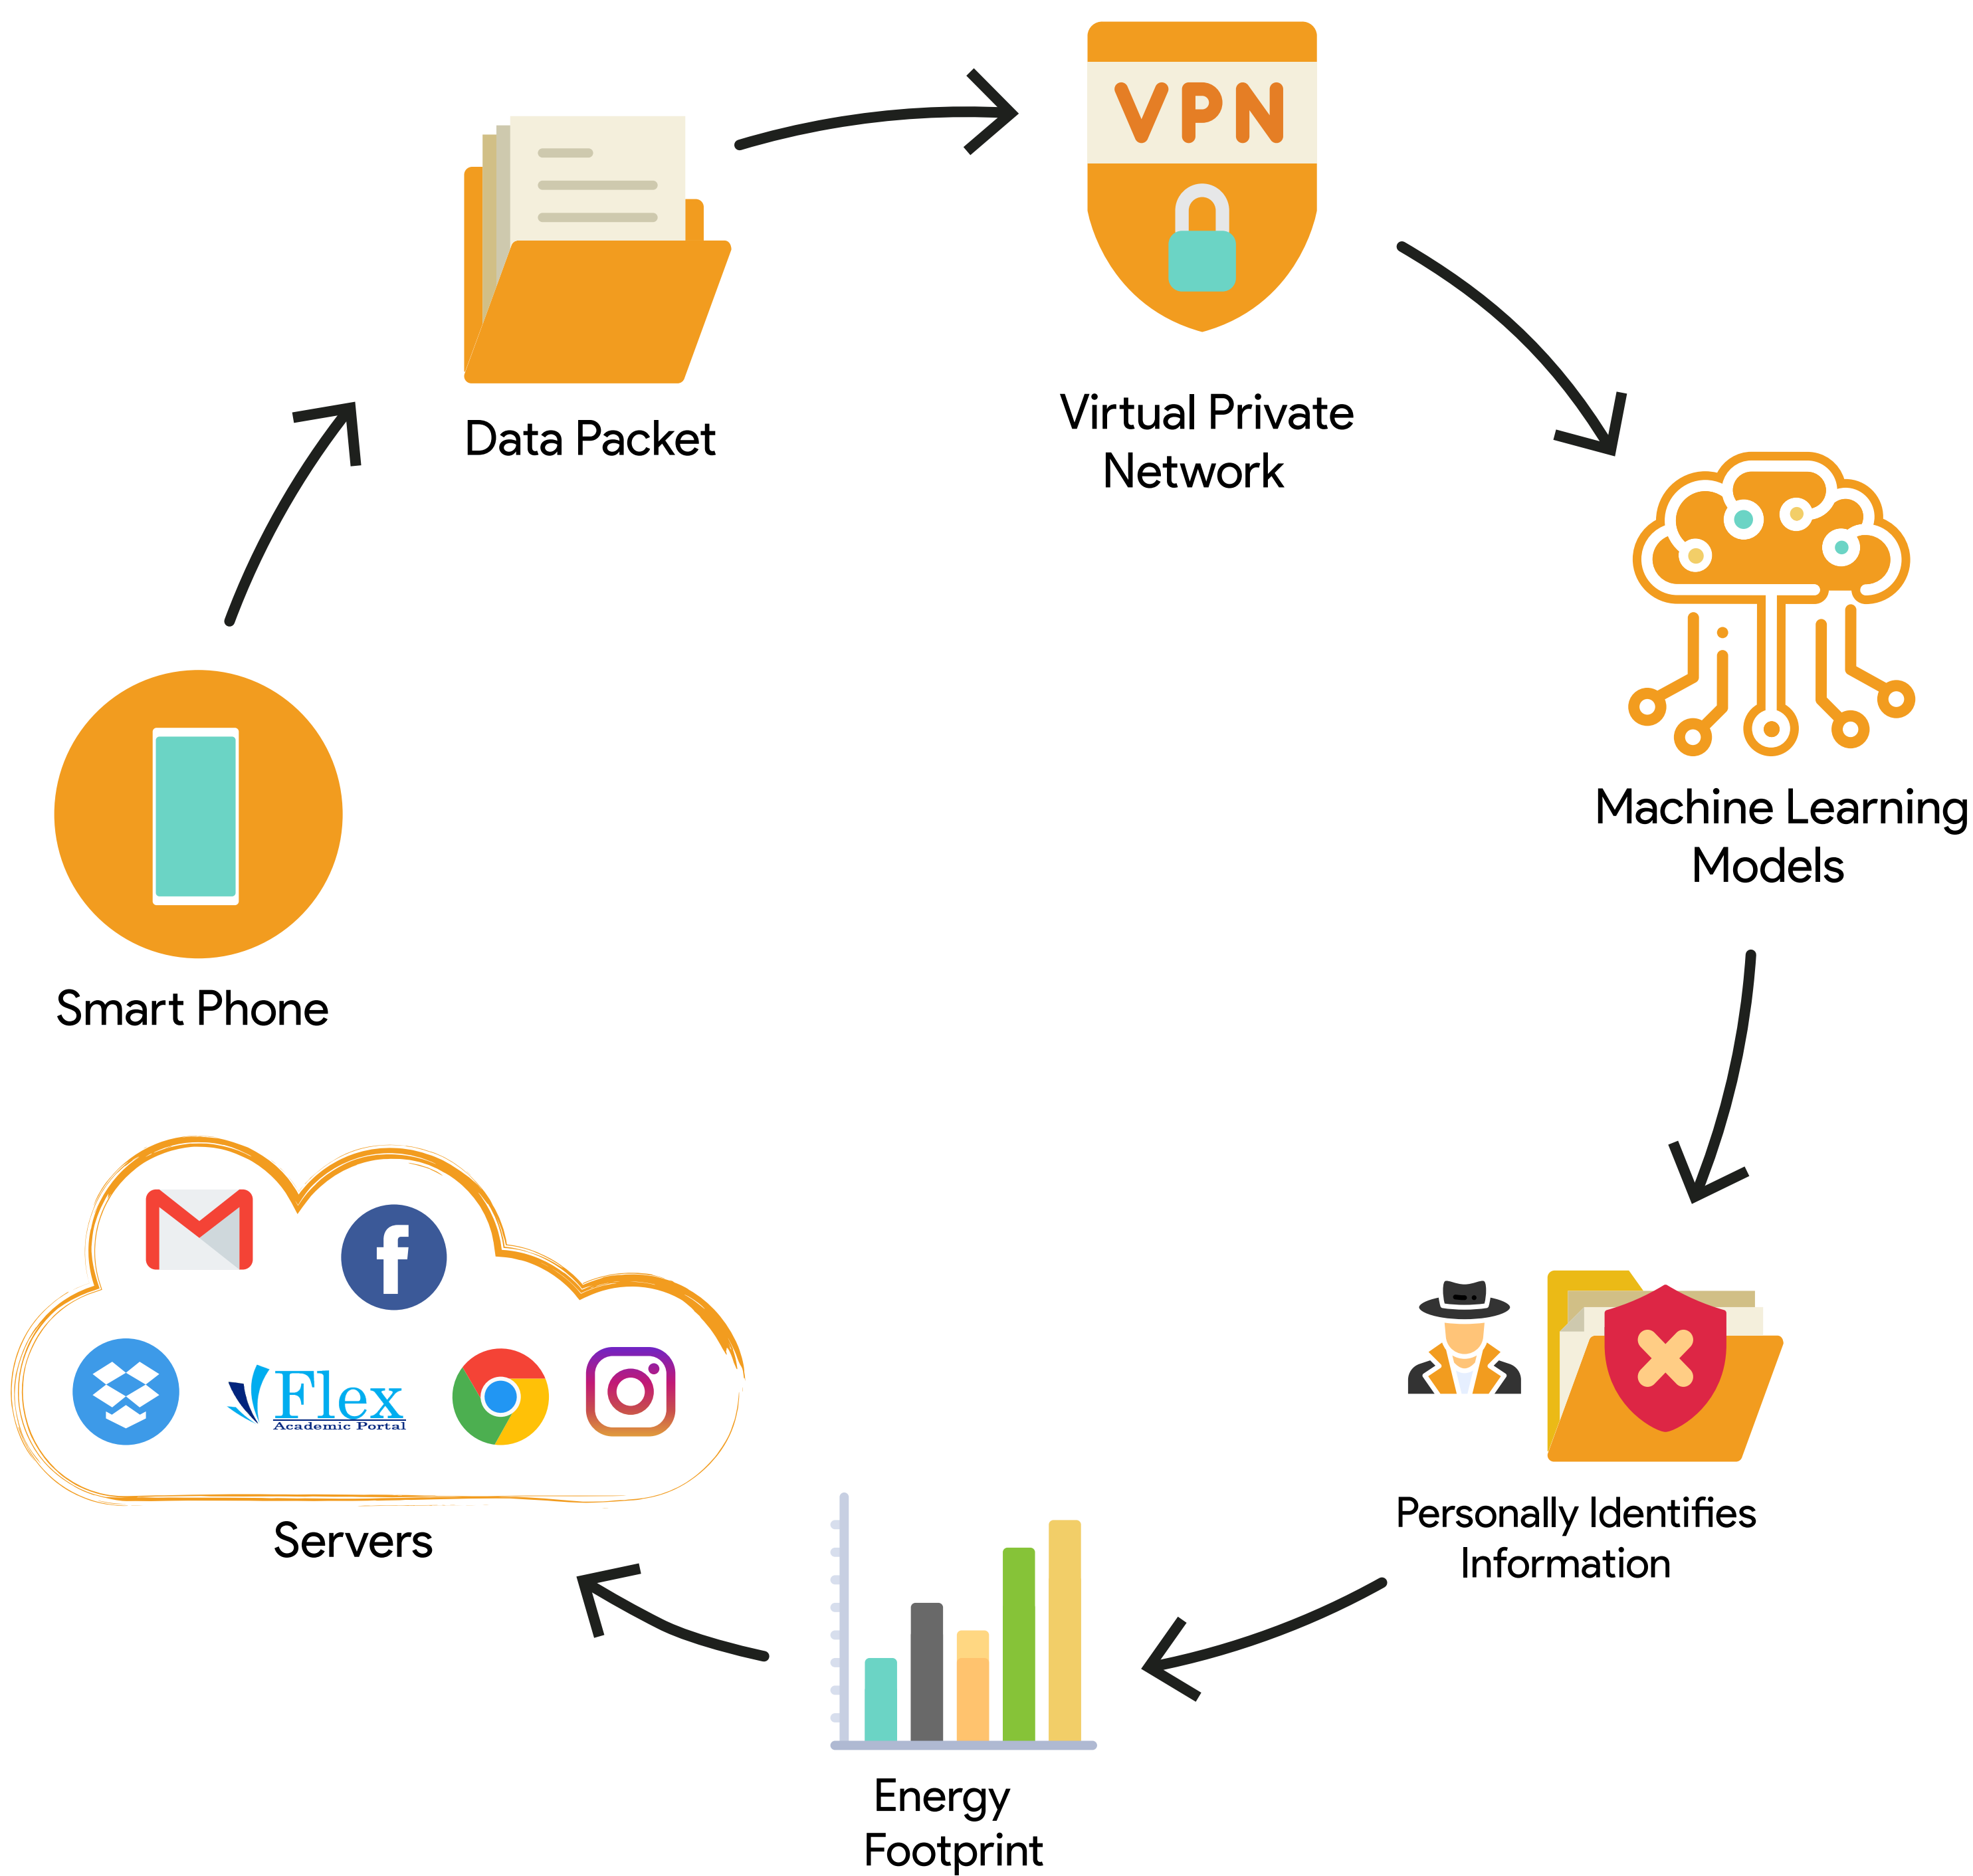 VPN
Data Packet
Virtual Private
Network
Machine Learning
Models
Smart Phone
Flex
Academic Portal
Servers
Personally Identifies
Information
Energy
Footprint